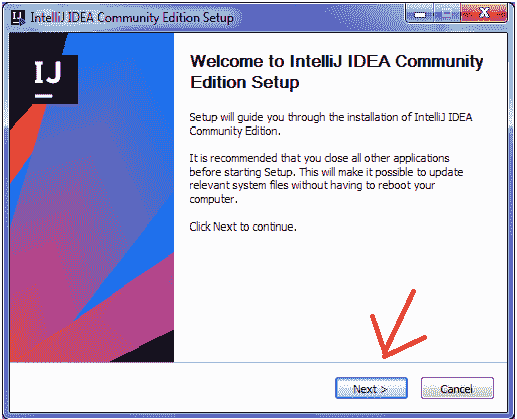 IntelliJ IDEA Community Edition Setup
IJ
Welcome to IntelliJ IDEA Community
Edition Setup
Setup will guide you through the installation of IntelliJ IDEA
Community Edition.
It is recommended that you close all other applications
before starting Setup. This will make it possible to update
relevant system files without having to reboot your
computer.
Click Next to continue.
Next >
Cancel